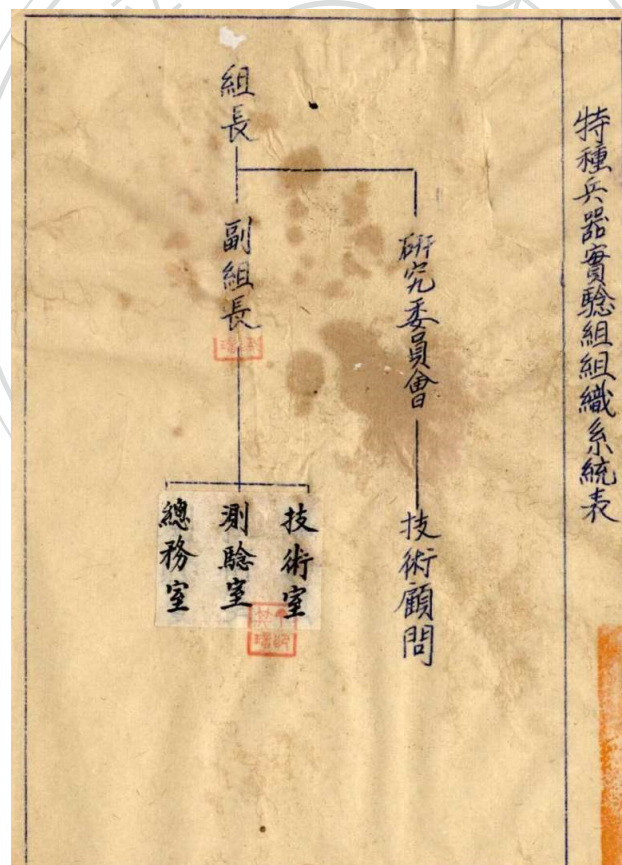 特種兵器實驗組組織系統表
組長
副組長
研究委員會
技術顧問
技術室
測驗室
總務室